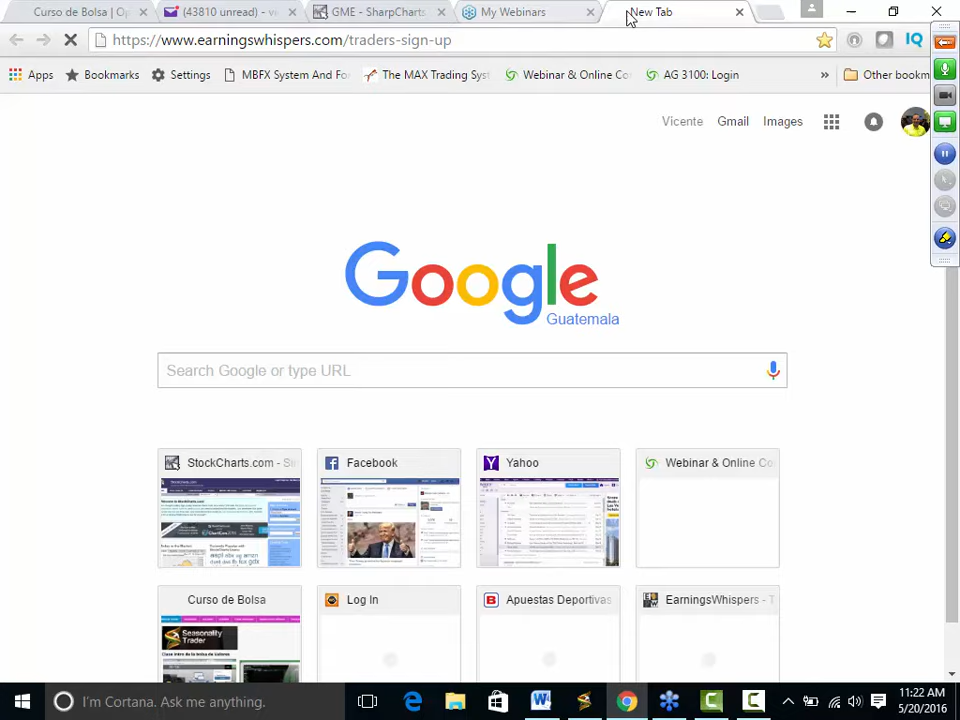 Curso de Bolsa | Op
(43810 unread) - v
GME - SharpCharts
My Webinars
New Tab
https://www.earningswhispers.com/traders-sign-up
IQ
Apps
Bookmarks
Settings
MBFX System And Fo
The MAX Trading Sys
Webinar & Online Co
AG 3100: Login
»
Other bookm
Vicente
Gmail
Images
Google
Guatemala
Search Google or type URL
StockCharts.com - Si
Facebook
Yahoo
Webinar & Online Co
Seasonality
Trader
Curso de Bolsa
Log In
Apuestas Deportivas
EarningsWhispers - T
I'm Cortana. Ask me anything.
11:22 AM
5/20/2016